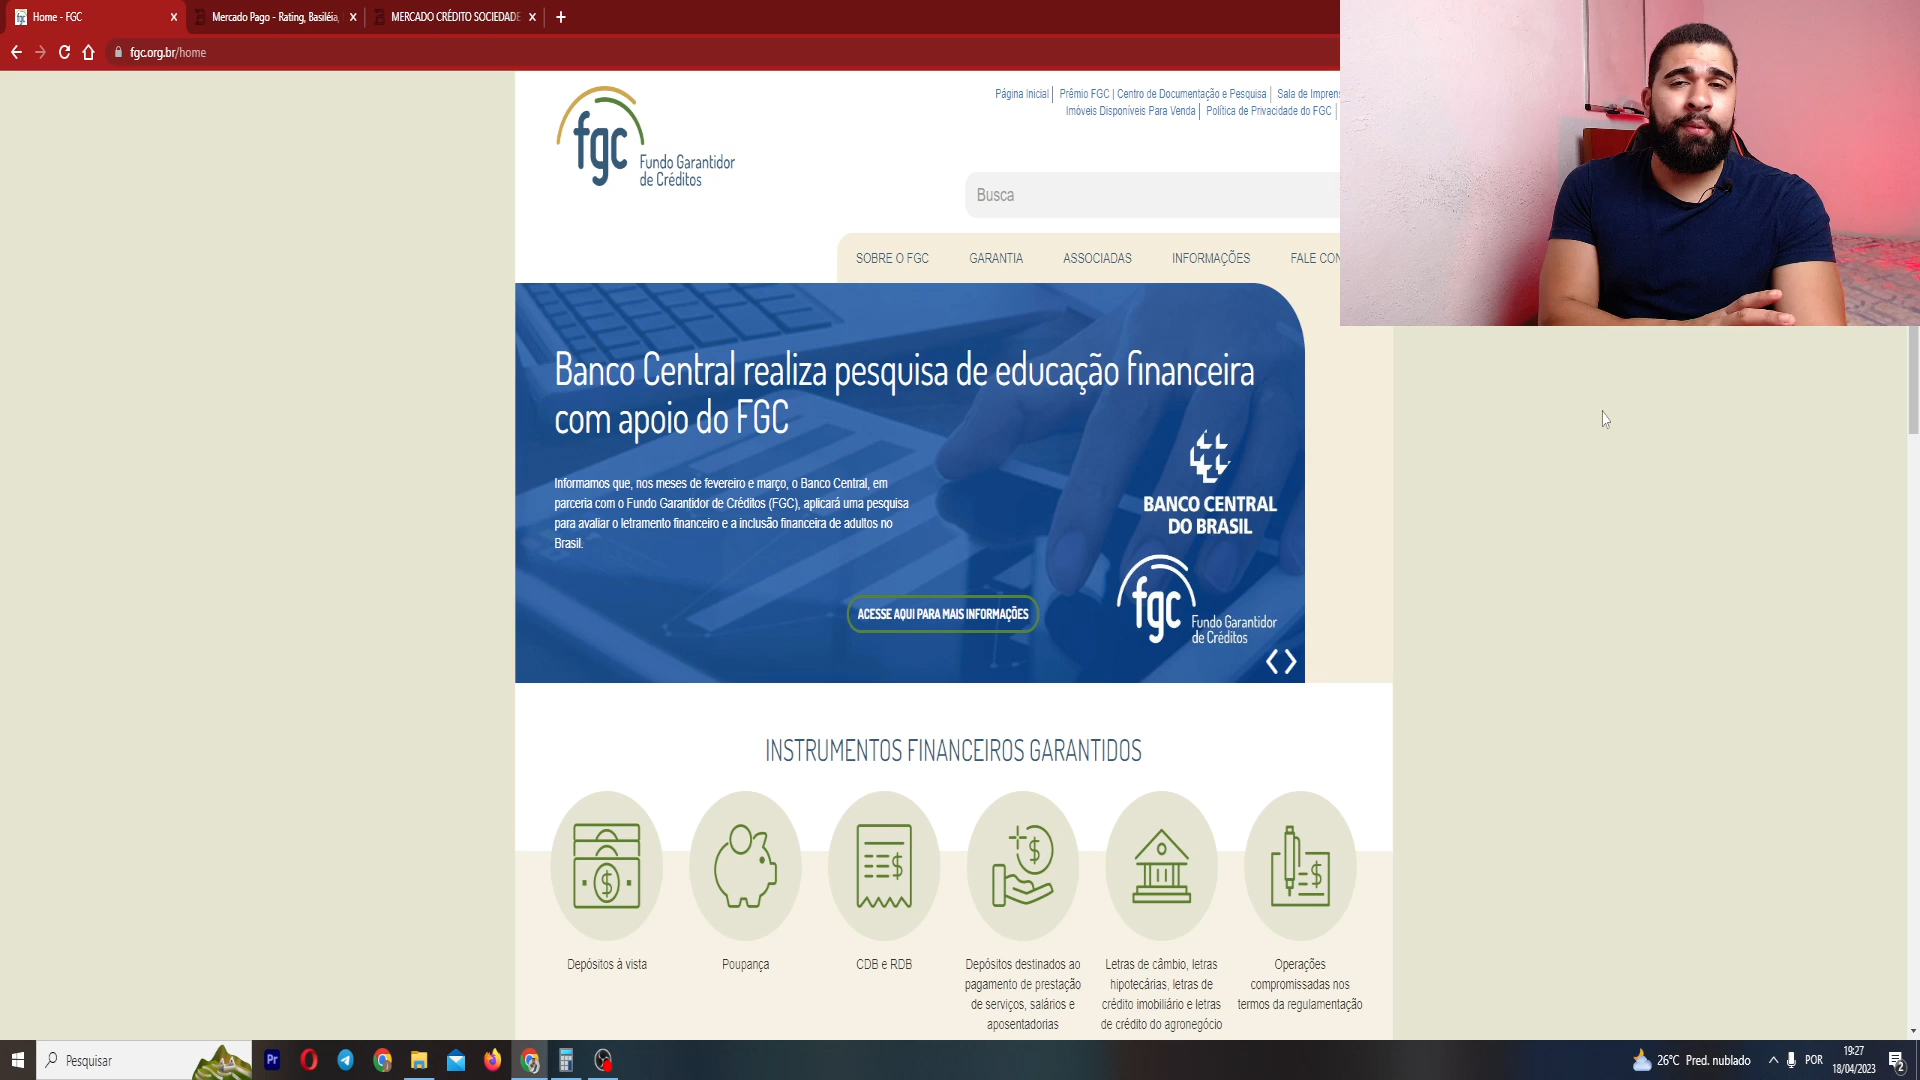 Home - FGC
Mercado Pago - Rating, Basiléia,
MERCADO CRÉDITO SOCIEDADE
fgc.org.br/home
Página Inicial
Prêmio FGC | Centro de Documentação e Pesquisa
Sala de Imprens
Imóveis Disponíveis Para Venda
Política de Privacidade do FGC
fgc
Fundo Garantidor
de Créditos
Busca
SOBRE O FGC
GARANTIA
ASSOCIADAS
INFORMAÇÕES
FALE CON
Banco Central realiza pesquisa de educação financeira
com apoio do FGC
Informamos que, nos meses de fevereiro e março, o Banco Central, em
parceria com o Fundo Garantidor de Créditos (FGC), aplicará uma pesquisa
para avaliar o letramento financeiro e a inclusão financeira de adultos no
Brasil.
BANCO CENTRAL
DO BRASIL
ACESSE AQUI PARA MAIS INFORMAÇÕES
fgc
Fundo Garantidor
de Créditos
INSTRUMENTOS FINANCEIROS GARANTIDOS
Depósitos à vista
Poupança
CDB e RDB
Depósitos destinados ao
pagamento de prestação
de serviços, salários e
aposentadorias
Letras de câmbio, letras
hipotecárias, letras de
crédito imobiliário e letras
de crédito do agronegócio
Operações
compromissadas nos
termos da regulamentação
Pesquisar
Pr
26°C Pred. nublado
POR
19:27
18/04/2023
2